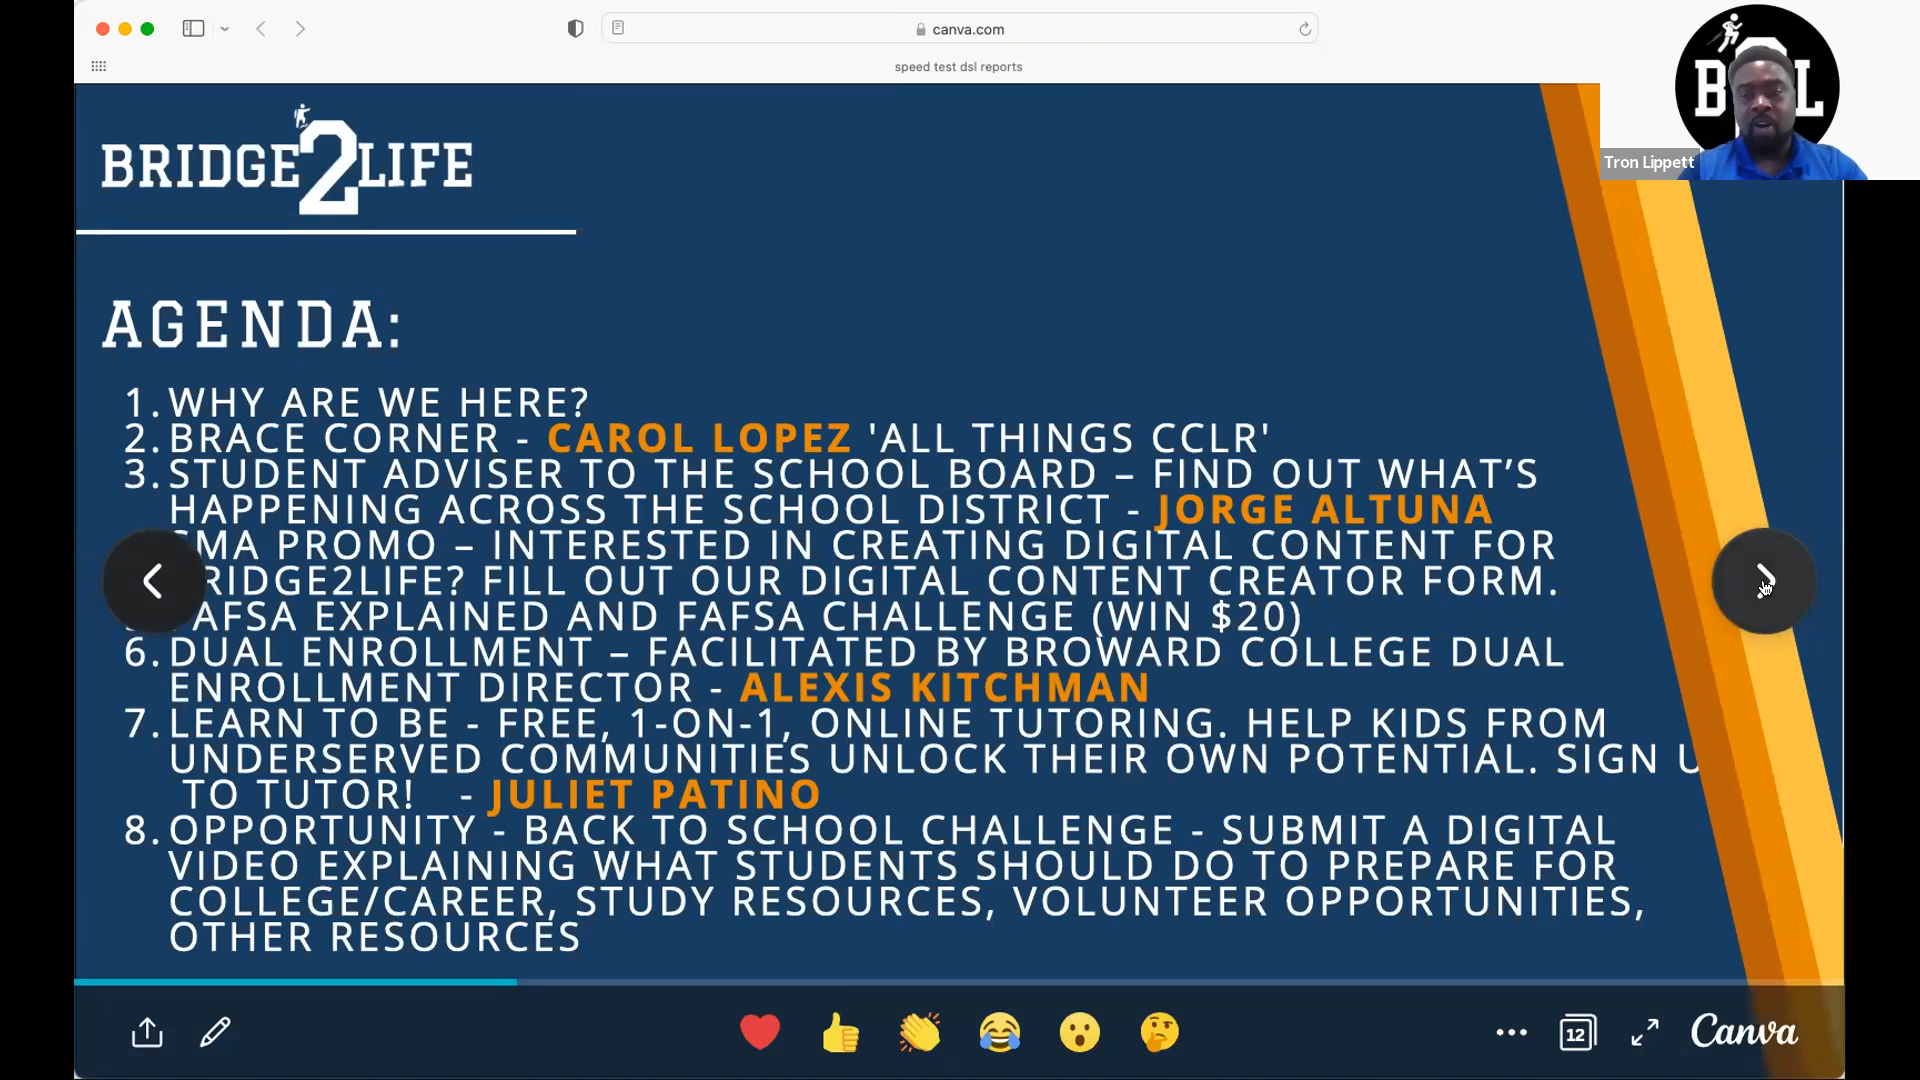 canva.com
speed test dsl reports
B L
Tron Lippett
BRIDGE2LIFE
AGENDA:
1. WHY ARE WE HERE?
2. BRACE CORNER - CAROL LOPEZ 'ALL THINGS CCLR'
3. STUDENT ADVISER TO THE SCHOOL BOARD – FIND OUT WHAT’S
HAPPENING ACROSS THE SCHOOL DISTRICT - JORGE ALTUNA
SMA PROMO – INTERESTED IN CREATING DIGITAL CONTENT FOR
RIDGE2LIFE? FILL OUT OUR DIGITAL CONTENT CREATOR FORM.
FAFSA EXPLAINED AND FAFSA CHALLENGE (WIN $20)
6. DUAL ENROLLMENT – FACILITATED BY BROWARD COLLEGE DUAL
ENROLLMENT DIRECTOR - ALEXIS KITCHMAN
7. LEARN TO BE - FREE, 1-ON-1, ONLINE TUTORING. HELP KIDS FROM
UNDERSERVED COMMUNITIES UNLOCK THEIR OWN POTENTIAL. SIGN U
TO TUTOR! - JULIET PATINO
8. OPPORTUNITY - BACK TO SCHOOL CHALLENGE - SUBMIT A DIGITAL
VIDEO EXPLAINING WHAT STUDENTS SHOULD DO TO PREPARE FOR
COLLEGE/CAREER, STUDY RESOURCES, VOLUNTEER OPPORTUNITIES,
OTHER RESOURCES
12
Canva